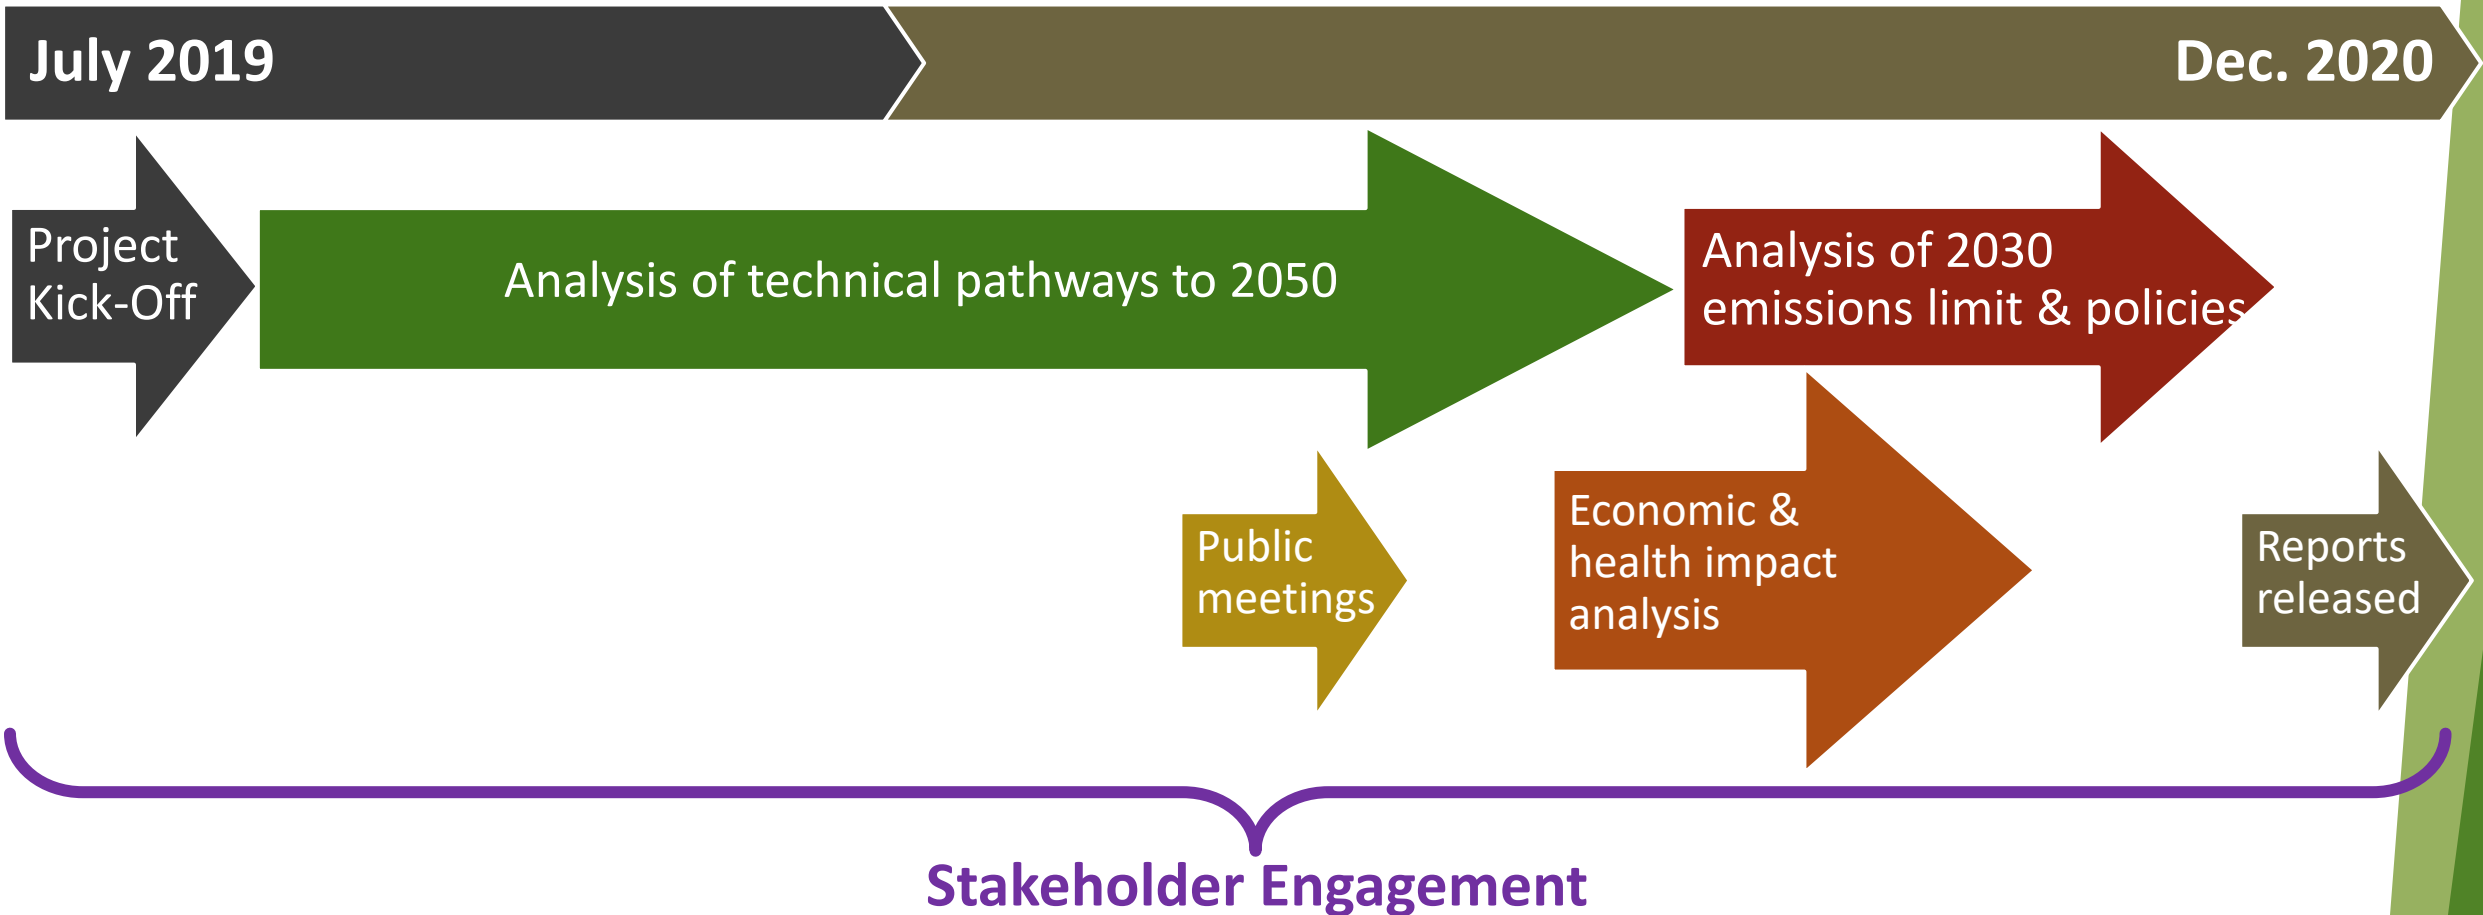 July 2019
Dec. 2020
Project
Kick-Off
Analysis of technical pathways to 2050
Analysis of 2030
emissions limit & policies
Public
meetings
Economic &
health impact
analysis
Reports
released
Stakeholder Engagement